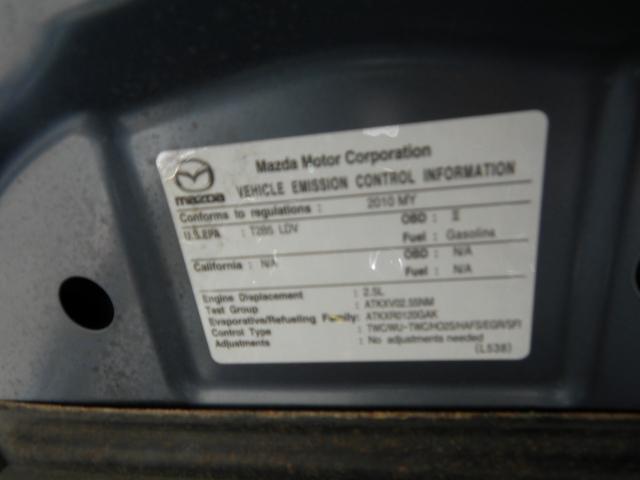 mazda
Mazda Motor Corporation
VEHICLE EMISSION CONTROL INFORMATION
Conforms to regulations : 2010 MY
U.S.EPA : T2B5 LDV OBD : II
Fuel : Gasoline
California : N/A OBD : N/A
Fuel : N/A
Engine Displacement : 2.5L
Test Group : ATKXV02.5SNM
Evaporative/Refueling Family: ATKXR0120GAK
Control Type : TWC/WU-TWC/HO2S/HAFS/EGR/SFI
Adjustments : No adjustments needed
(L538)